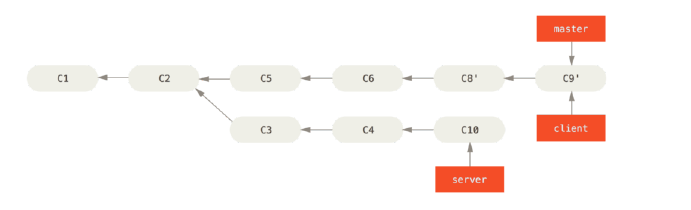 master
C1 C2 C5 C6 C8' C9'
C3 C4 C10 client
server